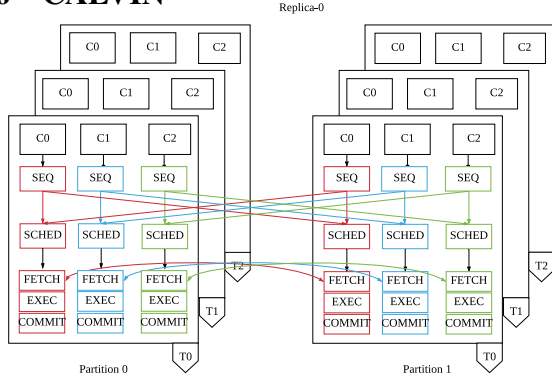 CALVIN
Replica-0
C0 C1 C2 C0 C1 C2
C0 C1 C2 C0 C1 C2
C0 C1 C2 C0 C1 C2
SEQ SEQ SEQ SEQ SEQ SEQ
SCHED SCHED SCHED SCHED SCHED SCHED
T2 T2
FETCH FETCH FETCH FETCH FETCH FETCH
EXEC EXEC EXEC EXEC EXEC EXEC
T1 T1
COMMIT COMMIT COMMIT COMMIT COMMIT COMMIT
T0 T0
Partition 0 Partition 1